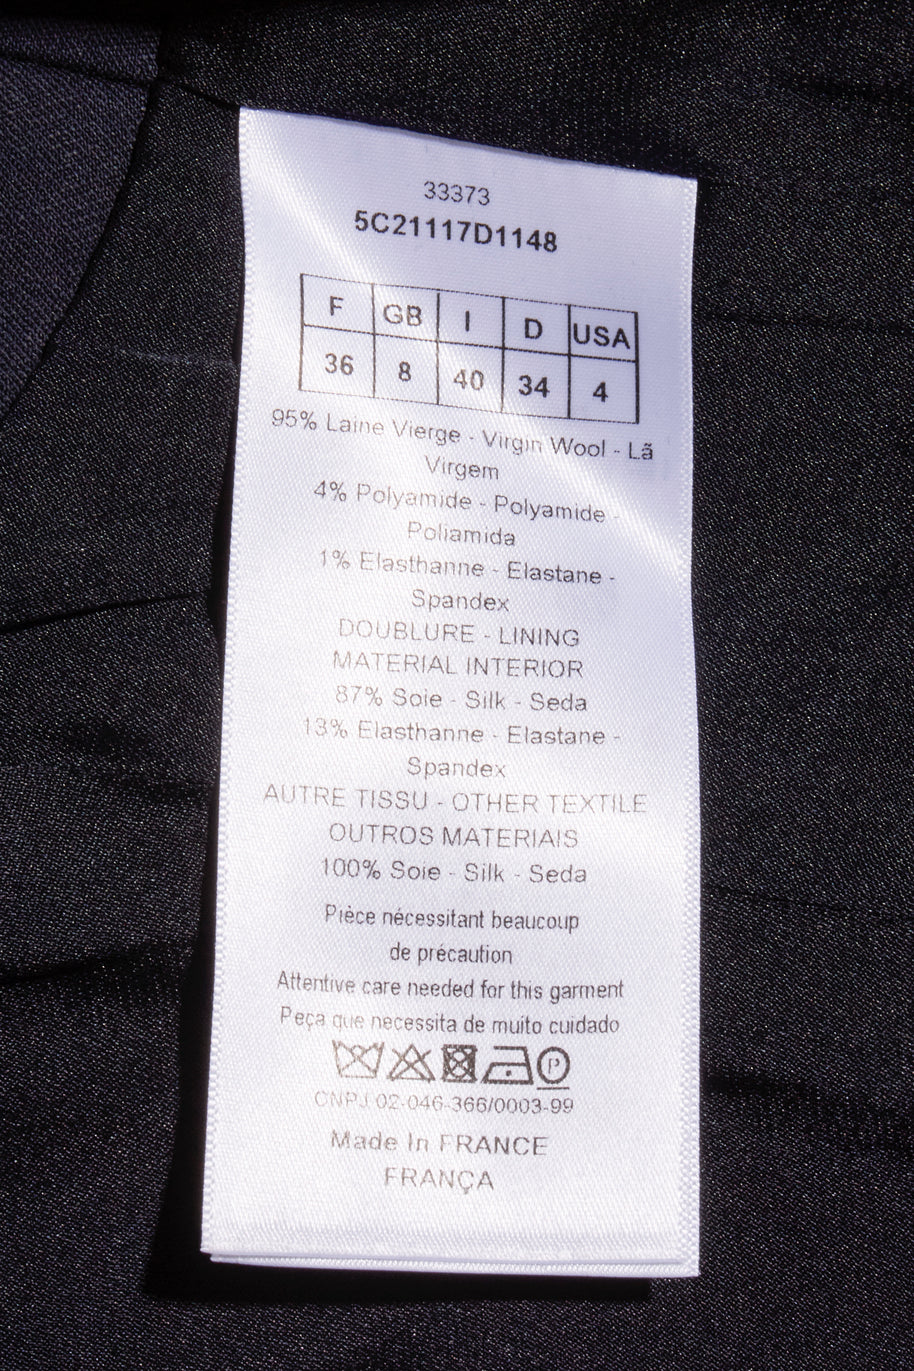 33373
5C21117D1148
F GB I D USA
36 8 40 34 4
95% Laine Vierge - Virgin Wool - Lã
Virgem
4% Polyamide - Polyamide -
Poliamida
1% Elasthanne - Elastane -
Spandex
DOUBLURE - LINING
MATERIAL INTERIOR
87% Soie - Silk - Seda
13% Elasthanne - Elastane -
Spandex
AUTRE TISSU - OTHER TEXTILE
OUTROS MATERIAIS
100% Soie - Silk - Seda
Pièce nécessitant beaucoup
de précaution
Attentive care needed for this garment
Peça que necessita de muito cuidado
P
CNPJ 02-046-366/0003-99
Made In FRANCE
FRANÇA